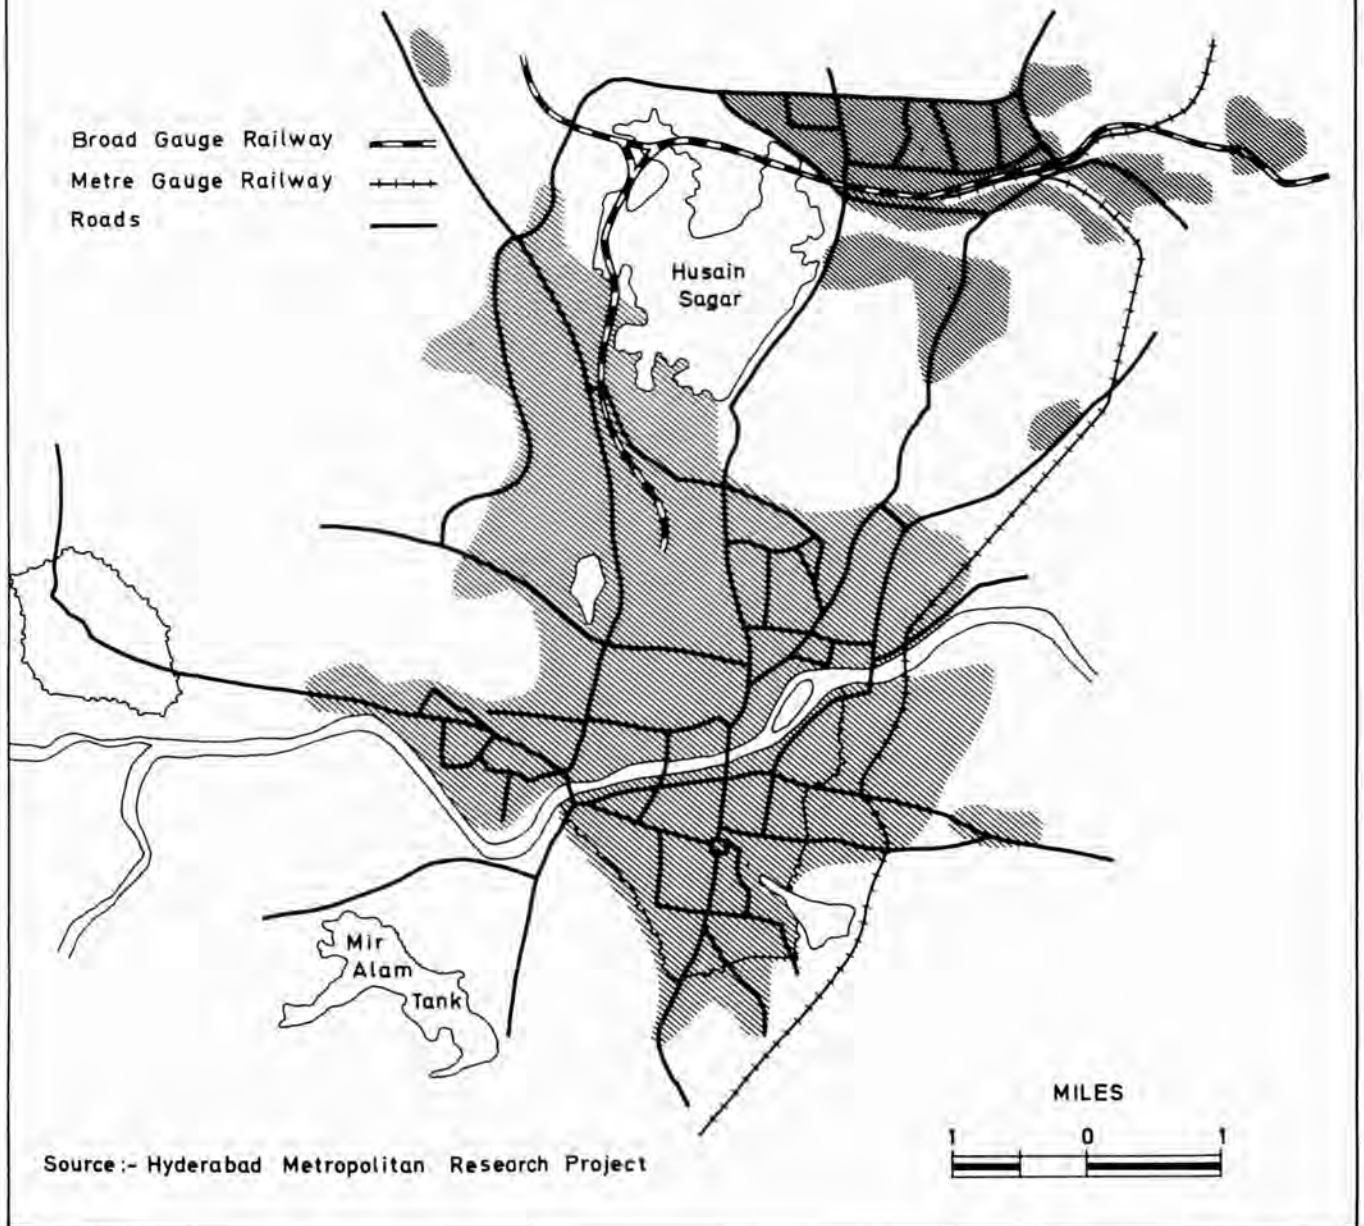 Broad Gauge Railway
Metre Gauge Railway
Roads
Husain
Sagar
Mir
Alam
Tank
MILES
1 0 1
Source:- Hyderabad Metropolitan Research Project